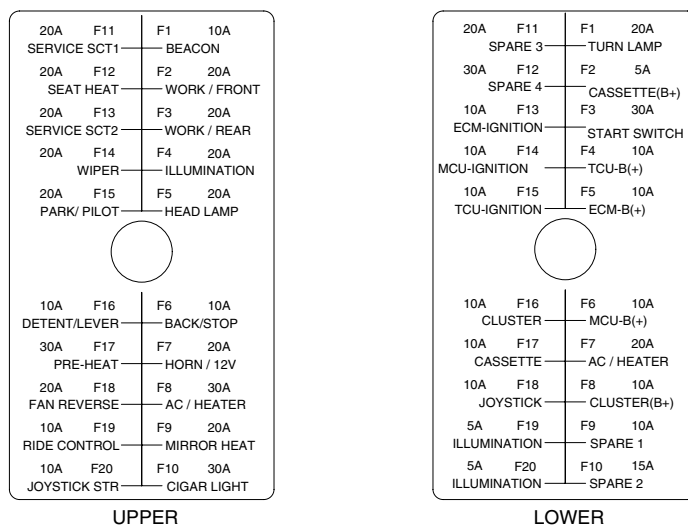 20A F11 F1 10A
SERVICE SCT1 BEACON
20A F12 F2 20A
SEAT HEAT WORK / FRONT
20A F13 F3 20A
SERVICE SCT2 WORK / REAR
20A F14 F4 20A
WIPER ILLUMINATION
20A F15 F5 20A
PARK/ PILOT HEAD LAMP
10A F16 F6 10A
DETENT/LEVER BACK/STOP
30A F17 F7 20A
PRE-HEAT HORN / 12V
20A F18 F8 30A
FAN REVERSE AC / HEATER
10A F19 F9 20A
RIDE CONTROL MIRROR HEAT
10A F20 F10 30A
JOYSTICK STR CIGAR LIGHT
UPPER
20A F11 F1 20A
SPARE 3 TURN LAMP
30A F12 F2 5A
SPARE 4 CASSETTE(B+)
10A F13 F3 30A
ECM-IGNITION START SWITCH
10A F14 F4 10A
MCU-IGNITION TCU-B(+)
10A F15 F5 10A
TCU-IGNITION ECM-B(+)
10A F16 F6 10A
CLUSTER MCU-B(+)
10A F17 F7 20A
CASSETTE AC / HEATER
10A F18 F8 10A
JOYSTICK CLUSTER(B+)
5A F19 F9 10A
ILLUMINATION SPARE 1
5A F20 F10 15A
ILLUMINATION SPARE 2
LOWER